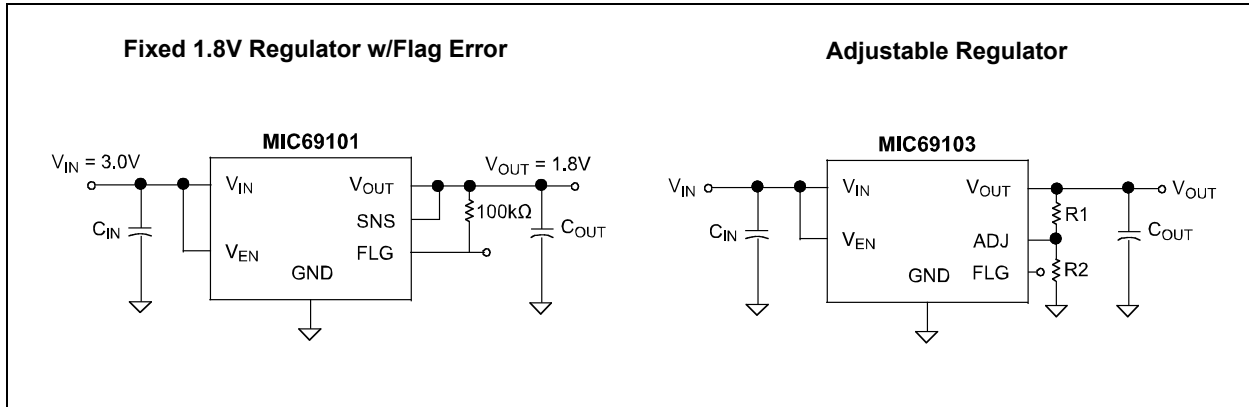 Fixed 1.8V Regulator w/Flag Error
MIC69101
VIN = 3.0V
VOUT = 1.8V
VIN
VOUT
100kΩ
SNS
CIN
COUT
VEN
FLG
GND
Adjustable Regulator
MIC69103
VIN
VIN
VOUT
VOUT
R1
CIN
ADJ
COUT
VEN
FLG
R2
GND